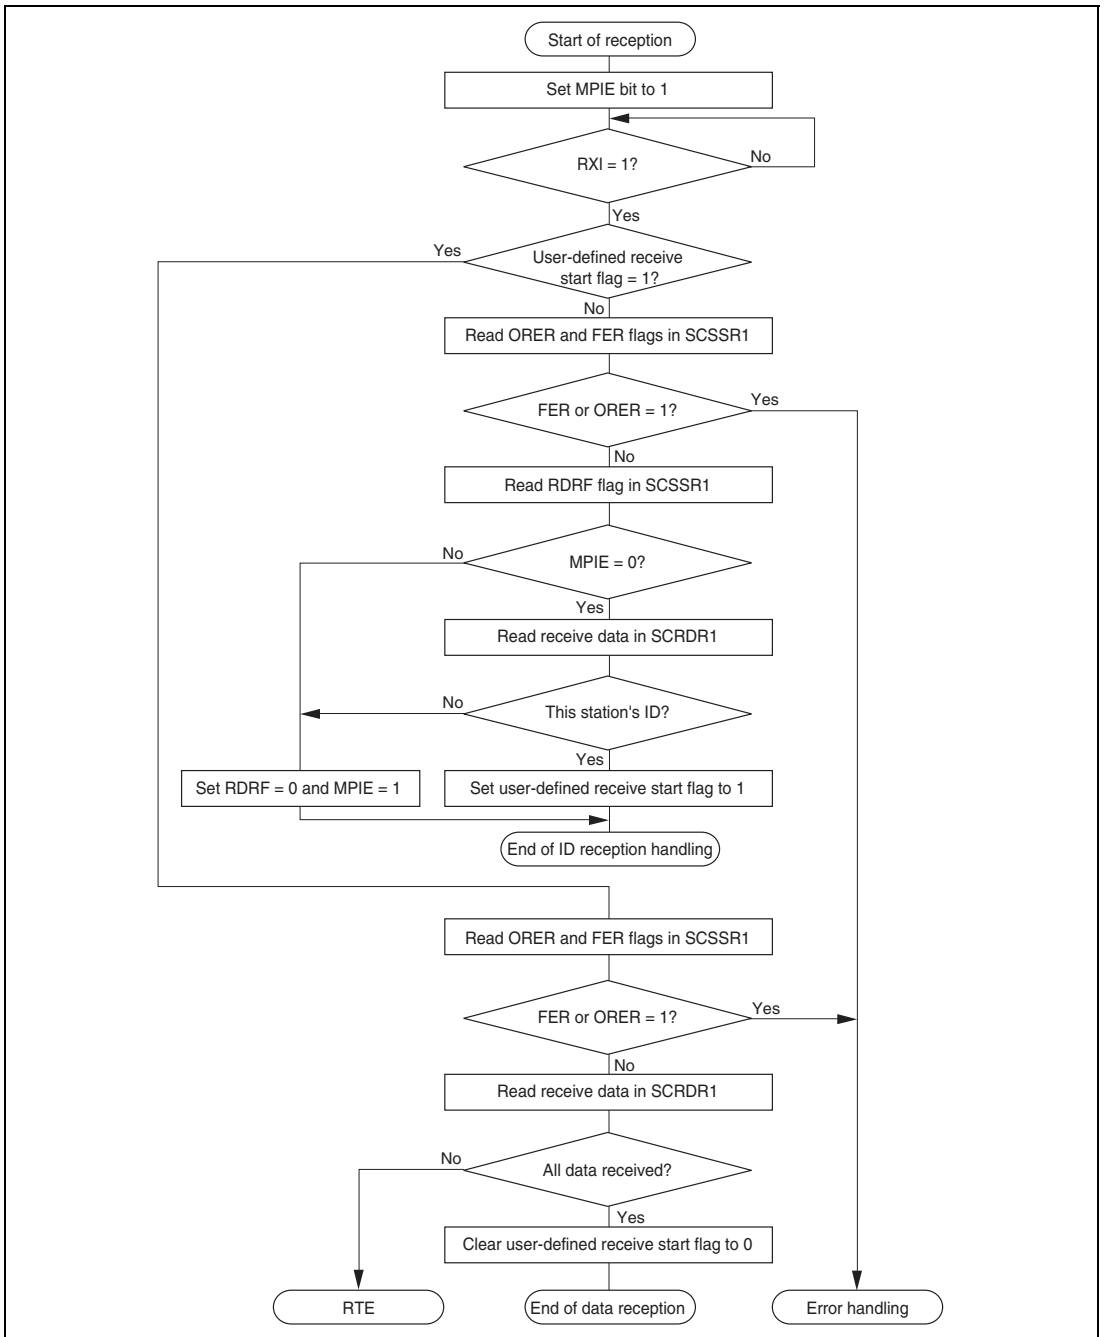 Start of reception
Set MPIE bit to 1
RXI = 1?
No
Yes
Yes
User-defined receive
start flag = 1?
No
Read ORER and FER flags in SCSSR1
FER or ORER = 1?
Yes
No
Read RDRF flag in SCSSR1
No
MPIE = 0?
Yes
Read receive data in SCRDR1
No
This station's ID?
Yes
Set RDRF = 0 and MPIE = 1
Set user-defined receive start flag to 1
End of ID reception handling
Read ORER and FER flags in SCSSR1
FER or ORER = 1?
Yes
No
Read receive data in SCRDR1
No
All data received?
Yes
Clear user-defined receive start flag to 0
RTE
End of data reception
Error handling